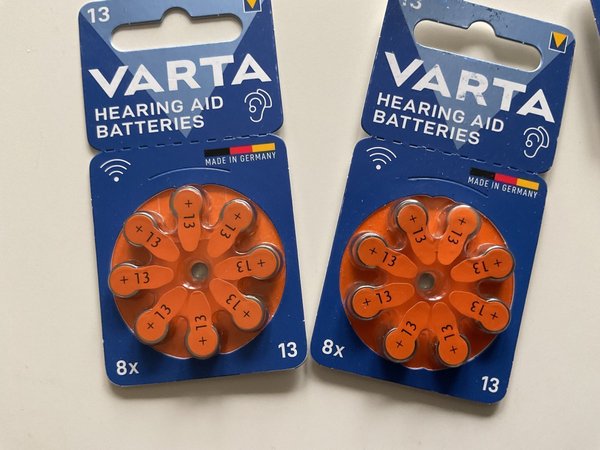 13
VARTA
HEARING AID
BATTERIES
MADE IN GERMANY
+ 13
+ 13
+ 13
+ 13
+ 13
+ 13
+ 13
+ 13
8x
13
13
VARTA
HEARING AID
BATTERIES
MADE IN GERMANY
+ 13
+ 13
+ 13
+ 13
+ 13
+ 13
+ 13
+ 13
8x
13